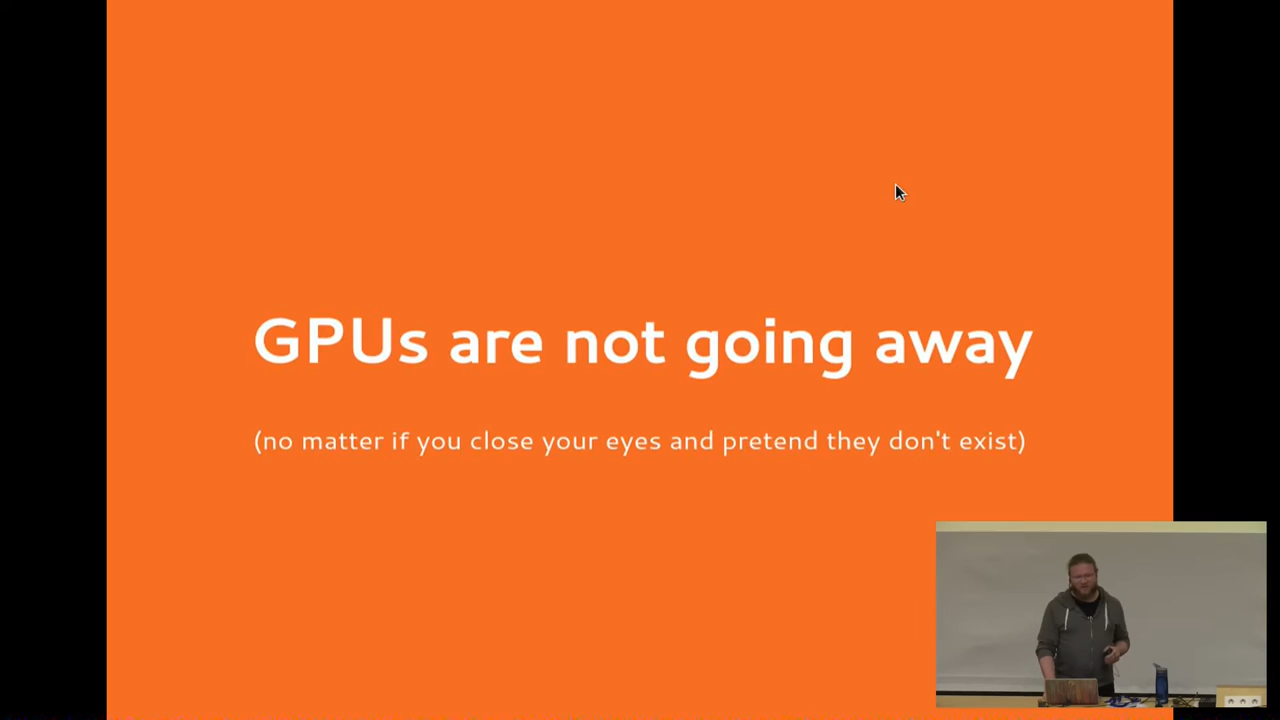 GPUs are not going away
(no matter if you close your eyes and pretend they don't exist)